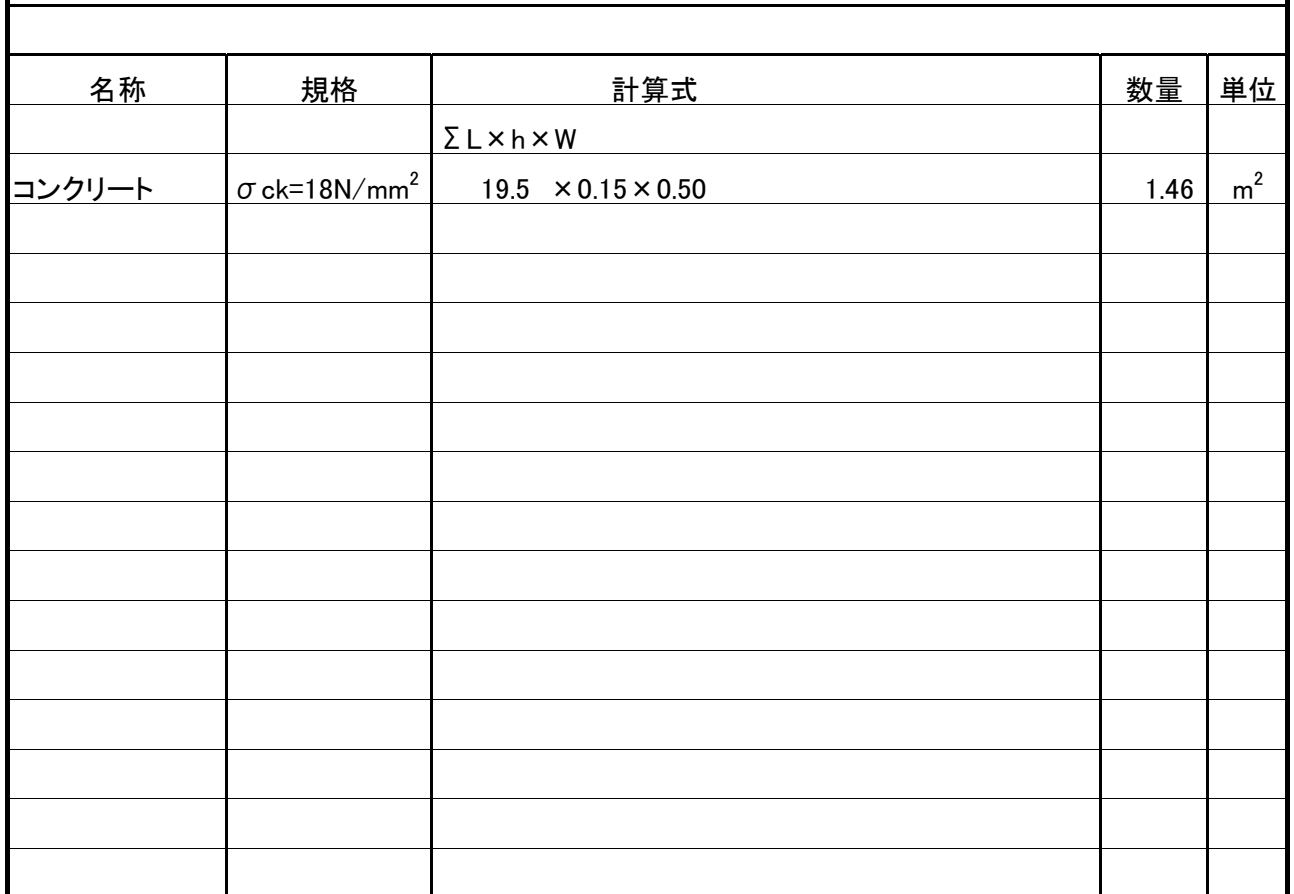 名称 規格 計算式 数量 単位
ΣL×h×W
コンクリート σck=18N/mm² 19.5 ×0.15×0.50 1.46 m²